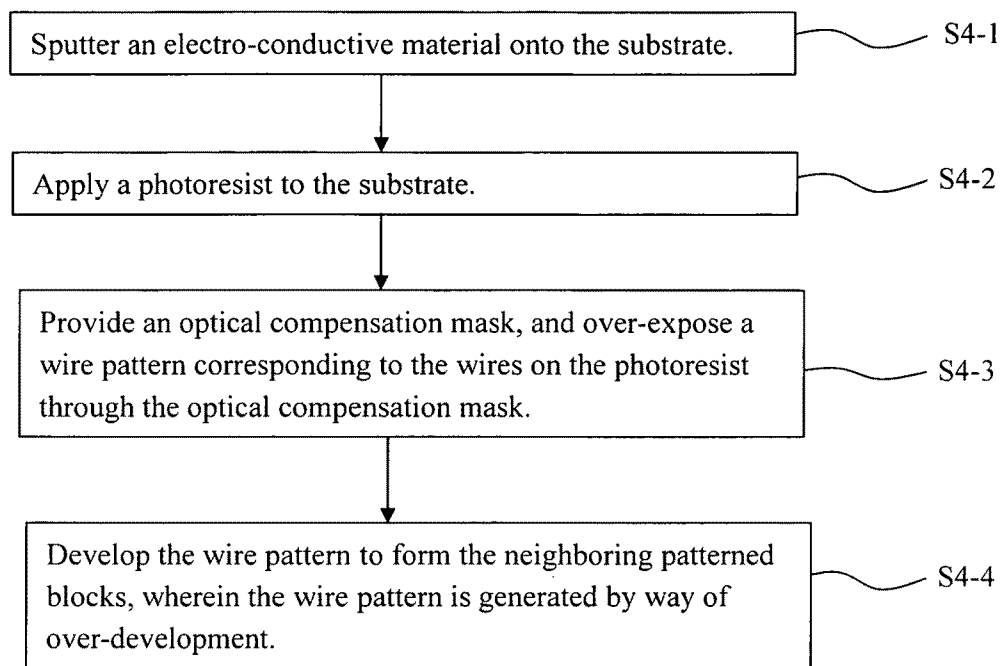 Sputter an electro-conductive material onto the substrate.
S4-1
Apply a photoresist to the substrate.
S4-2
Provide an optical compensation mask, and over-expose a
wire pattern corresponding to the wires on the photoresist
through the optical compensation mask.
S4-3
Develop the wire pattern to form the neighboring patterned
blocks, wherein the wire pattern is generated by way of
over-development.
S4-4